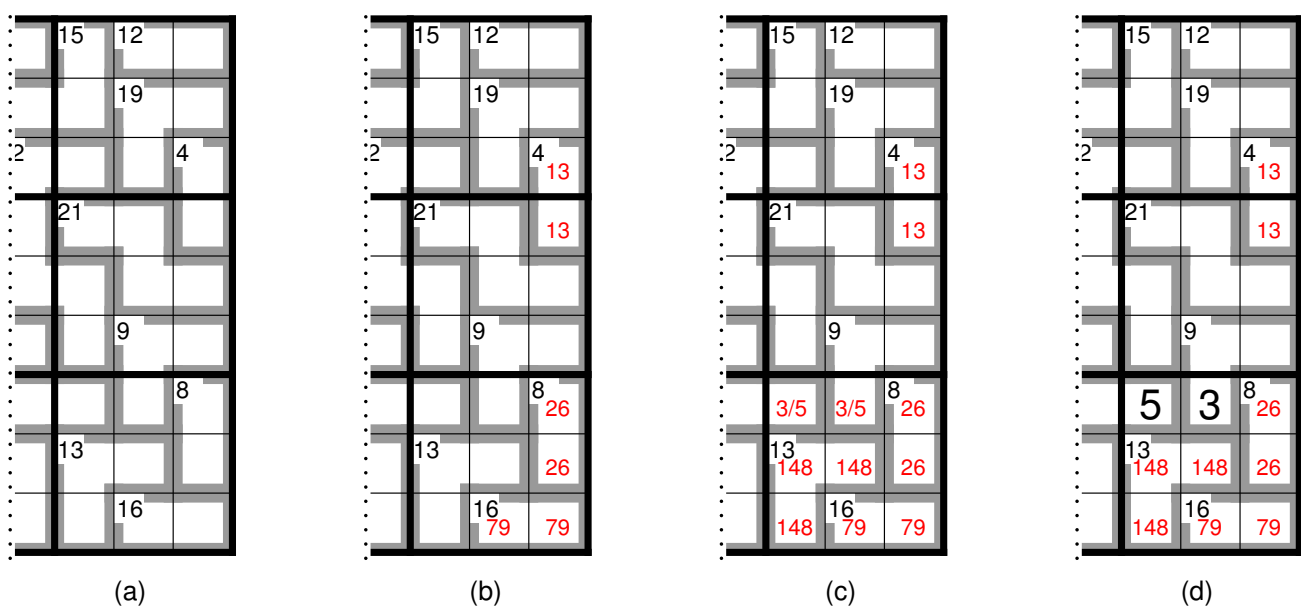 15 12 15 12 15 12 15 12
19 19 19 19
2 4 2 4 2 4 2 4
13 13 13
21 21 21 21
13 13 13
9 9 9 9
8 8 8 8
26 3/5 3/5 26 5 3 26
13 13 13 13
26 148 148 26 148 148 26
16 16 16 16
79 79 148 79 79 148 79 79
(a) (b) (c) (d)